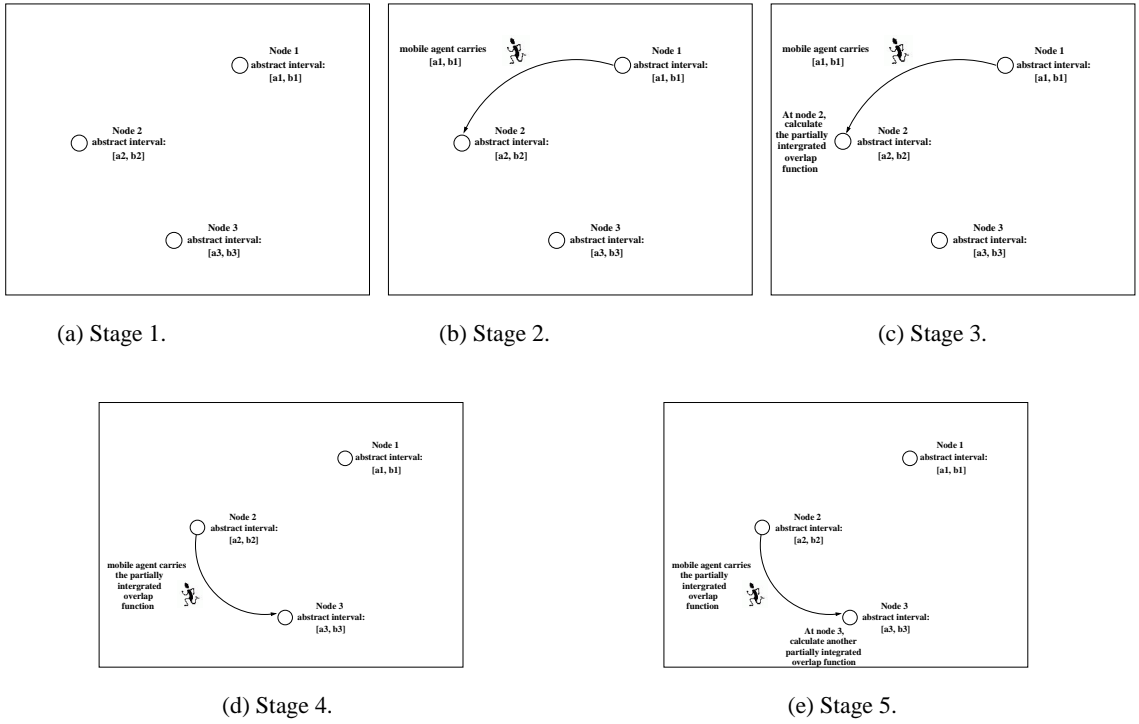 Node 1
abstract interval:
[a1, b1]
Node 2
abstract interval:
[a2, b2]
Node 3
abstract interval:
[a3, b3]
(a) Stage 1.
mobile agent carries
[a1, b1]
Node 1
abstract interval:
[a1, b1]
Node 2
abstract interval:
[a2, b2]
Node 3
abstract interval:
[a3, b3]
(b) Stage 2.
mobile agent carries
[a1, b1]
Node 1
abstract interval:
[a1, b1]
At node 2,
calculate
the partially
intergrated
overlap
function
Node 2
abstract interval:
[a2, b2]
Node 3
abstract interval:
[a3, b3]
(c) Stage 3.
Node 1
abstract interval:
[a1, b1]
Node 2
abstract interval:
[a2, b2]
mobile agent carries
the partially
intergrated
overlap
function
Node 3
abstract interval:
[a3, b3]
(d) Stage 4.
Node 1
abstract interval:
[a1, b1]
Node 2
abstract interval:
[a2, b2]
mobile agent carries
the partially
intergrated
overlap
function
Node 3
abstract interval:
[a3, b3]
At node 3,
calculate another
partially integrated
overlap function
(e) Stage 5.